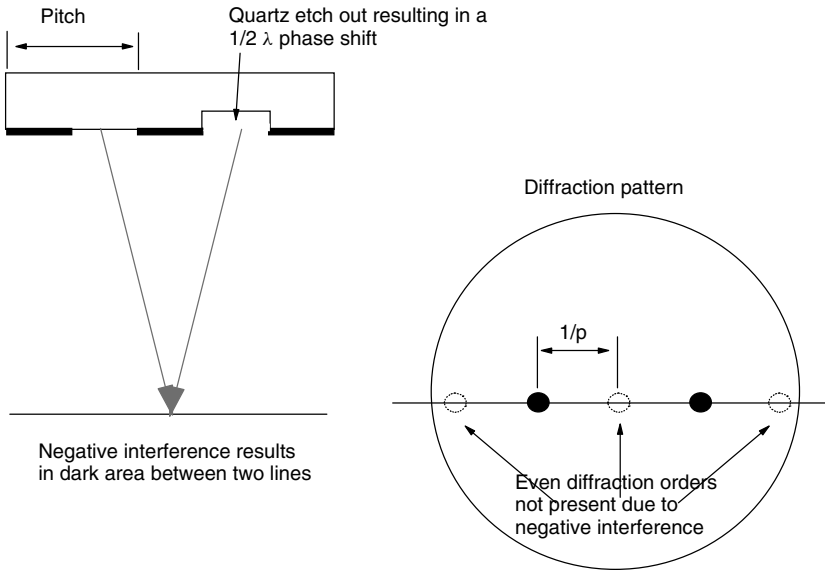 Pitch
Quartz etch out resulting in a
1/2 λ phase shift
Negative interference results
in dark area between two lines
Diffraction pattern
1/p
Even diffraction orders
not present due to
negative interference